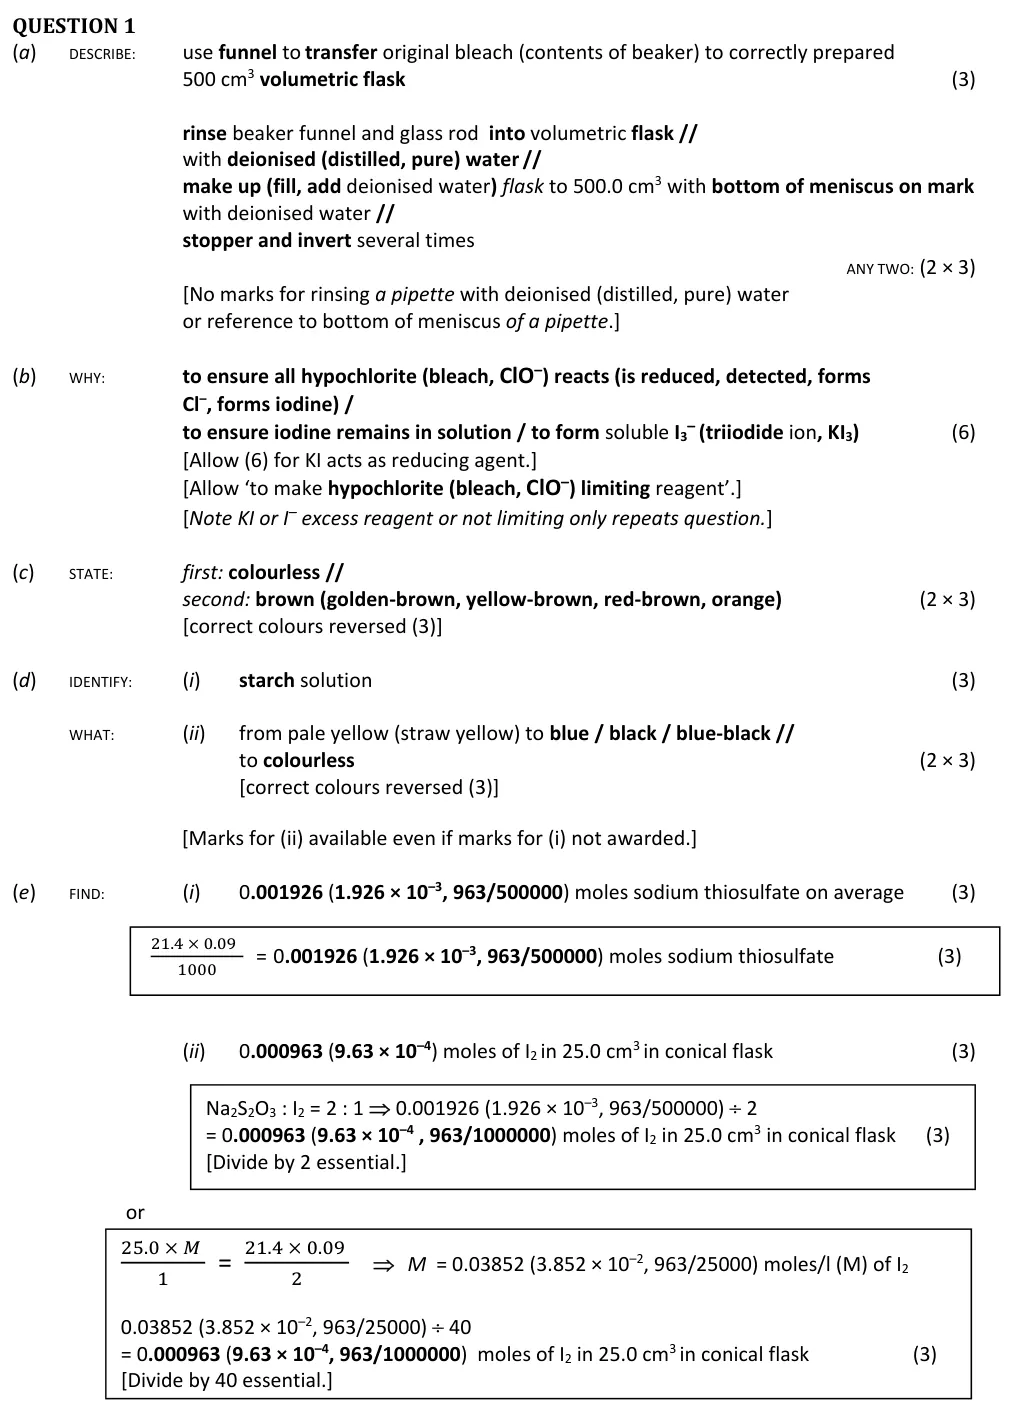 QUESTION 1
(a) DESCRIBE: use funnel to transfer original bleach (contents of beaker) to correctly prepared
500 cm³ volumetric flask (3)
rinse beaker funnel and glass rod into volumetric flask //
with deionised (distilled, pure) water //
make up (fill, add deionised water) flask to 500.0 cm³ with bottom of meniscus on mark
with deionised water //
stopper and invert several times
ANY TWO: (2 × 3)
[No marks for rinsing a pipette with deionised (distilled, pure) water
or reference to bottom of meniscus of a pipette.]
(b) WHY: to ensure all hypochlorite (bleach, ClO⁻) reacts (is reduced, detected, forms
Cl⁻, forms iodine) /
to ensure iodine remains in solution / to form soluble I₃⁻ (triiodide ion, KI₃) (6)
[Allow (6) for KI acts as reducing agent.]
[Allow ‘to make hypochlorite (bleach, ClO⁻) limiting reagent’.]
[Note KI or I⁻ excess reagent or not limiting only repeats question.]
(c) STATE: first: colourless //
second: brown (golden-brown, yellow-brown, red-brown, orange) (2 × 3)
[correct colours reversed (3)]
(d) IDENTIFY: (i) starch solution (3)
WHAT: (ii) from pale yellow (straw yellow) to blue / black / blue-black //
to colourless (2 × 3)
[correct colours reversed (3)]
[Marks for (ii) available even if marks for (i) not awarded.]
(e) FIND: (i) 0.001926 (1.926 × 10⁻³, 963/500000) moles sodium thiosulfate on average (3)
21.4 × 0.09
1000 = 0.001926 (1.926 × 10⁻³, 963/500000) moles sodium thiosulfate (3)
(ii) 0.000963 (9.63 × 10⁻⁴) moles of I₂ in 25.0 cm³ in conical flask (3)
Na₂S₂O₃ : I₂ = 2 : 1 ⇒ 0.001926 (1.926 × 10⁻³, 963/500000) ÷ 2
= 0.000963 (9.63 × 10⁻⁴ , 963/1000000) moles of I₂ in 25.0 cm³ in conical flask (3)
[Divide by 2 essential.]
or
25.0 × M / 1 = 21.4 × 0.09 / 2 ⇒ M = 0.03852 (3.852 × 10⁻², 963/25000) moles/l (M) of I₂
0.03852 (3.852 × 10⁻², 963/25000) ÷ 40
= 0.000963 (9.63 × 10⁻⁴, 963/1000000) moles of I₂ in 25.0 cm³ in conical flask (3)
[Divide by 40 essential.]